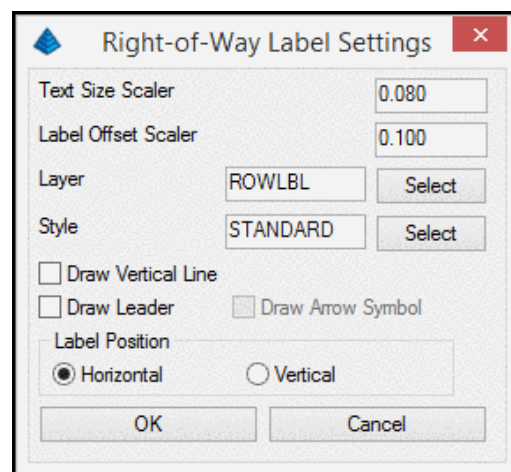 Right-of-Way Label Settings
Text Size Scaler 0.080
Label Offset Scaler 0.100
Layer ROWLBL Select
Style STANDARD Select
Draw Vertical Line
Draw Leader Draw Arrow Symbol
Label Position
Horizontal Vertical
OK Cancel